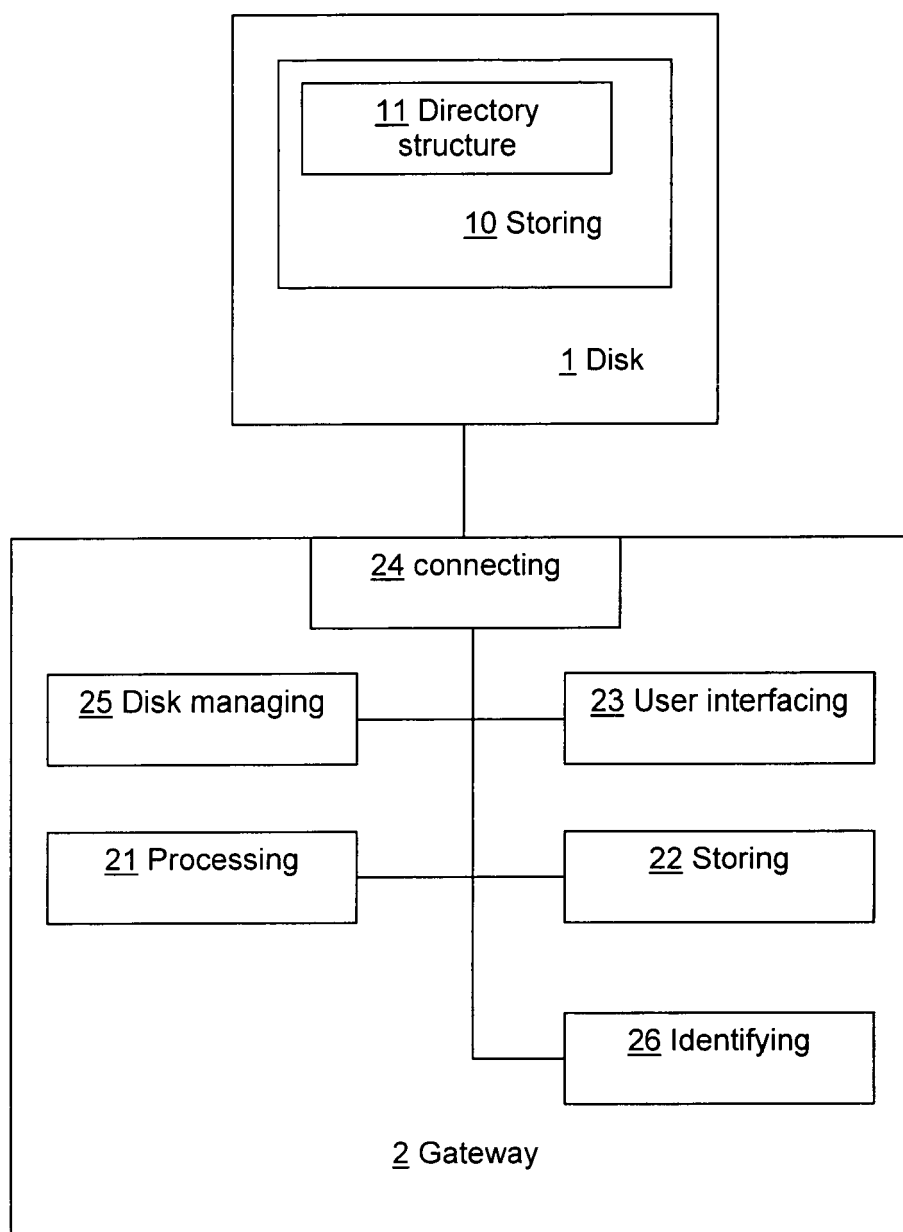 11 Directory
structure
10 Storing
1 Disk
24 connecting
25 Disk managing
23 User interfacing
21 Processing
22 Storing
26 Identifying
2 Gateway